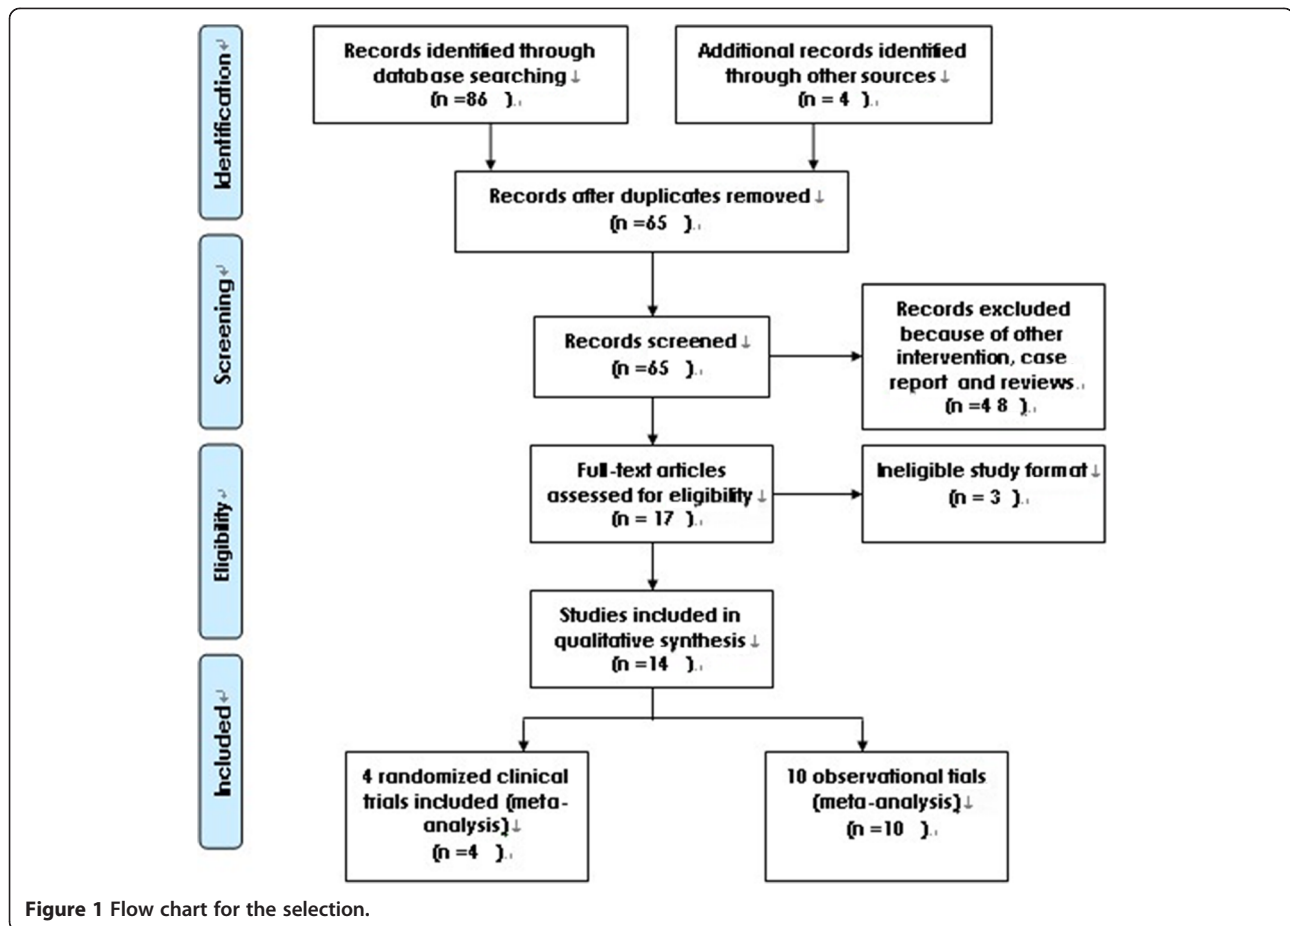 Identification↵
Records identified through
database searching↓
(n =86 )..
Additional records identified
through other sources↓
(n = 4 )..
Records after duplicates removed↓
(n =65 )..
Screening↵
Records screened↓
(n =65 )..
Records excluded
because of other
intervention, case
report and reviews..
(n =4 8 )..
Eligibility↵
Full-text articles
assessed for eligibility↓
(n = 17 )..
Ineligible study format↓
(n = 3 )..
Studies included in
qualitative synthesis↓
(n =14 )..
Included↵
4 randomized clinical
trials included (meta-
analysis)↓
(n =4 )..
10 observational tials
(meta-analysis)↓
(n =10 )..
Figure 1 Flow chart for the selection.